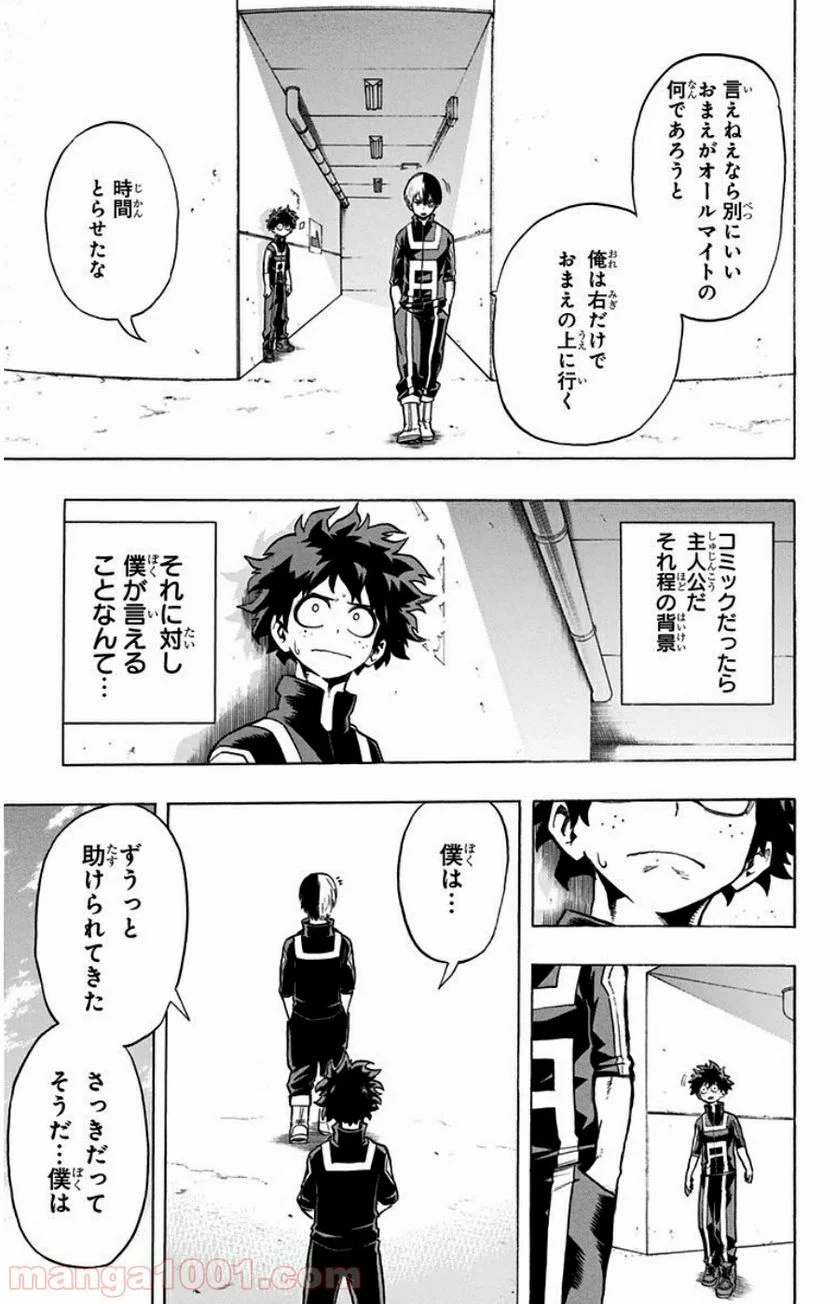 言えねえなら別にいい
おまえがオールマイトの
何であろうと
俺は右だけで
おまえの上に行く
時間
とらせたな
コミックだったら
主人公だ
それ程の背景
それに対し
僕が言える
ことなんて…
僕は…
ずうっと
助けられてきた
さっきだって
そうだ…僕は
manga1001.com